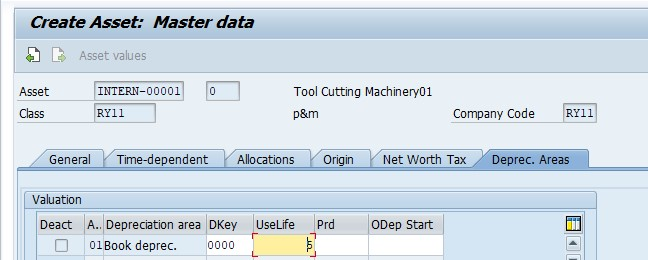 Create Asset: Master data
Asset values
Asset INTERN-00001 0 Tool Cutting Machinery01
Class RY11 p&m Company Code RY11
General Time-dependent Allocations Origin Net Worth Tax Deprec. Areas
Valuation
Deact A.. Depreciation area DKey UseLife Prd ODep Start
01 Book deprec. 0000 5